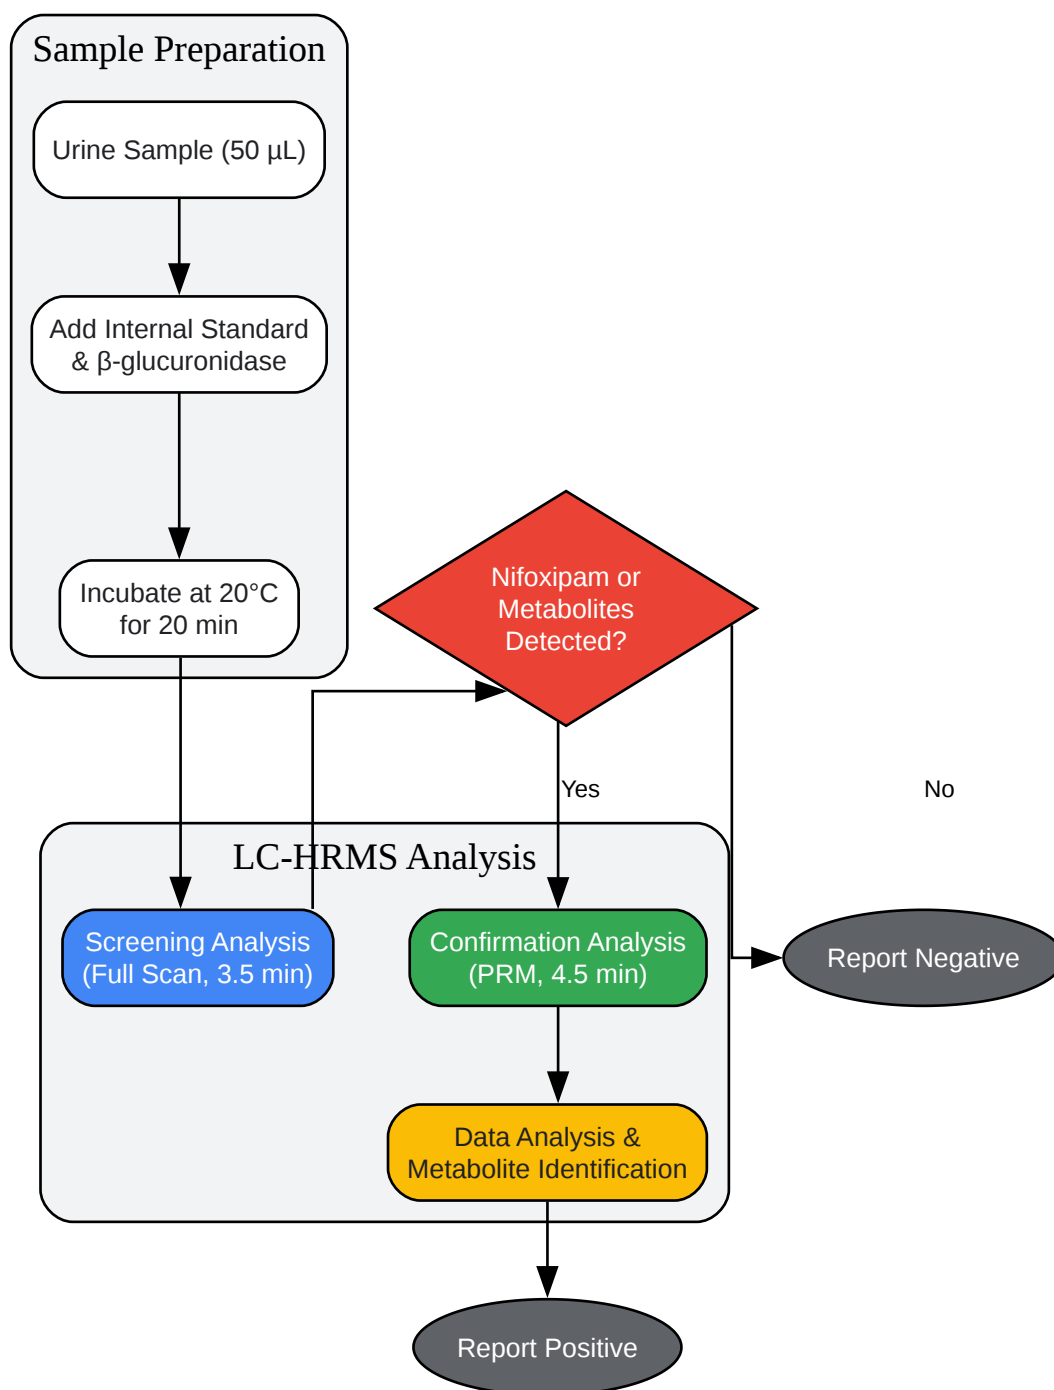 Sample Preparation
Urine Sample (50 µL)
Add Internal Standard
& β-glucuronidase
Incubate at 20°C
for 20 min
Nifoxipam or
Metabolites
Detected?
Yes
No
LC-HRMS Analysis
Screening Analysis
(Full Scan, 3.5 min)
Confirmation Analysis
(PRM, 4.5 min)
Report Negative
Data Analysis &
Metabolite Identification
Report Positive